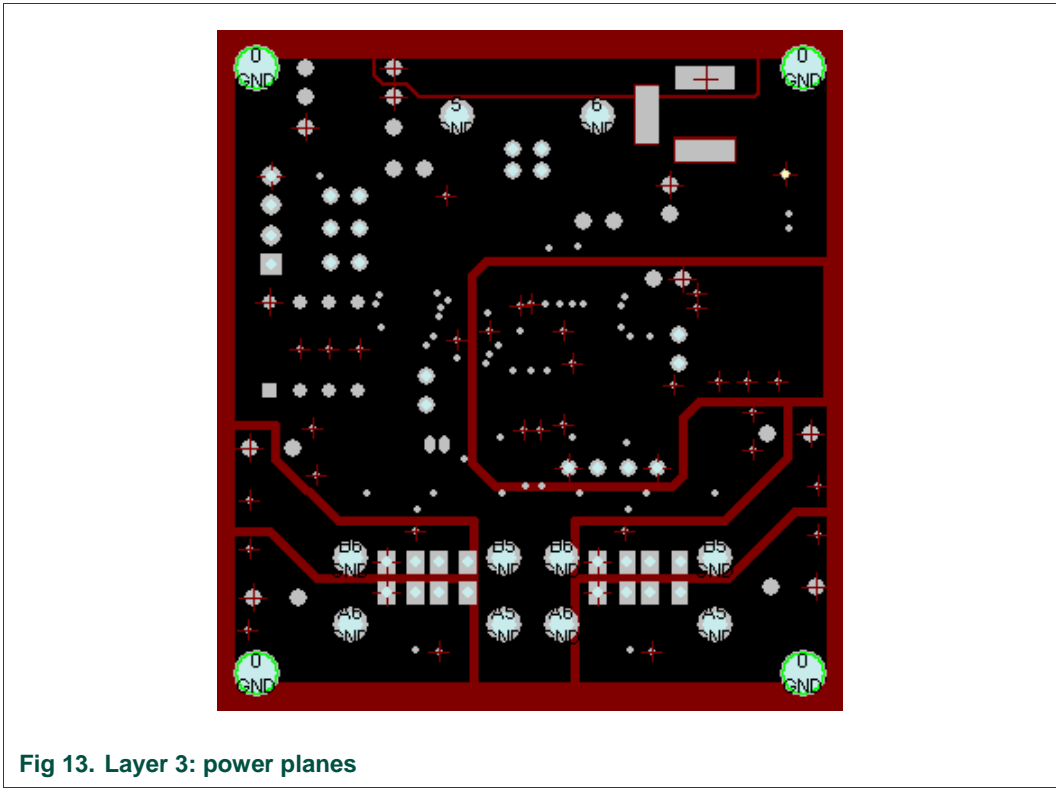 0
GND
0
GND
5
GND
6
GND
B6
GND
B5
GND
B6
GND
B5
GND
A6
GND
A5
GND
A6
GND
A5
GND
0
GND
0
GND
Fig 13. Layer 3: power planes